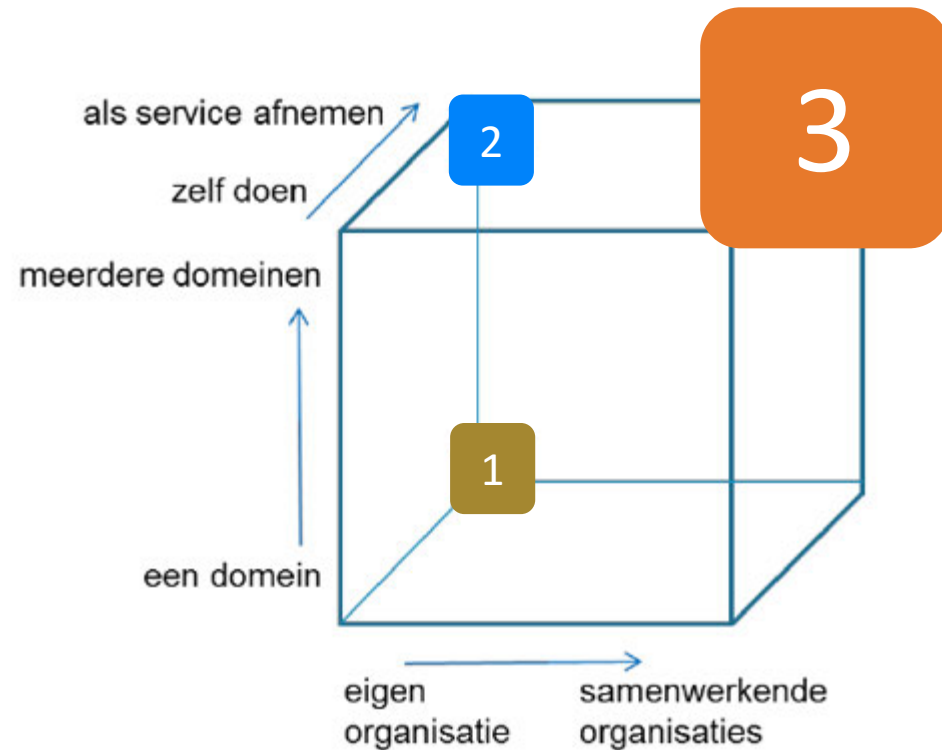 3
als service afnemen
2
zelf doen
meerdere domeinen
1
een domein
eigen
organisatie
samenwerkende
organisaties